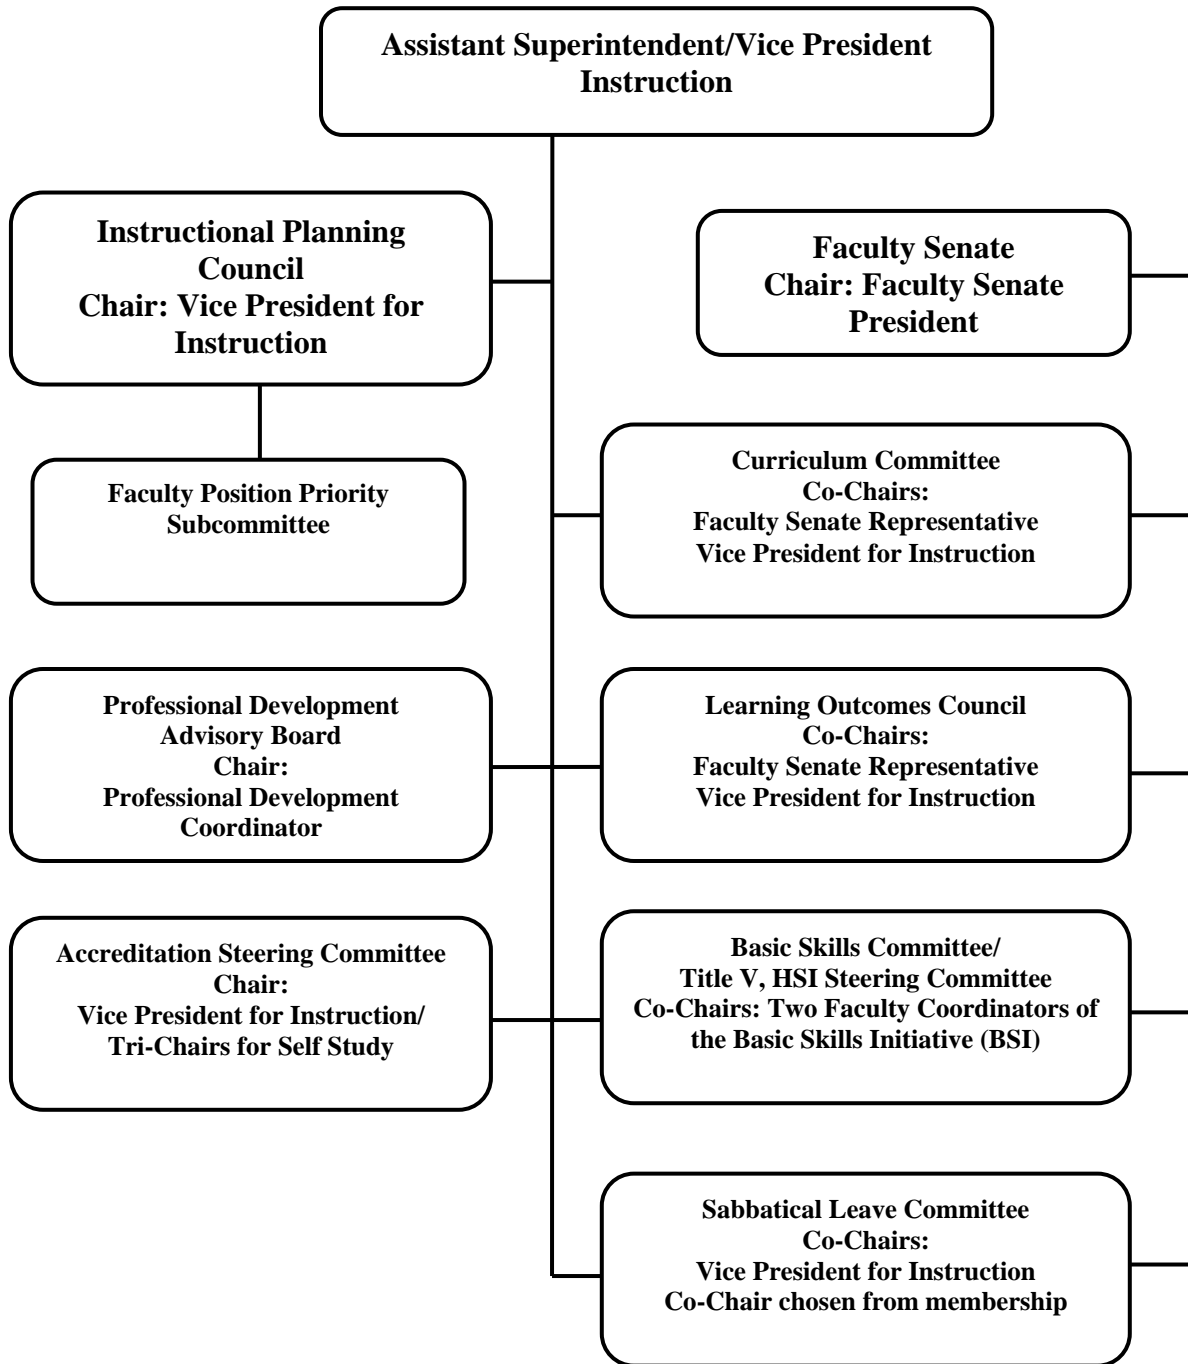 Assistant Superintendent/Vice President
Instruction
Instructional Planning
Council
Chair: Vice President for
Instruction
Faculty Senate
Chair: Faculty Senate
President
Faculty Position Priority
Subcommittee
Curriculum Committee
Co-Chairs:
Faculty Senate Representative
Vice President for Instruction
Professional Development
Advisory Board
Chair:
Professional Development
Coordinator
Learning Outcomes Council
Co-Chairs:
Faculty Senate Representative
Vice President for Instruction
Accreditation Steering Committee
Chair:
Vice President for Instruction/
Tri-Chairs for Self Study
Basic Skills Committee/
Title V, HSI Steering Committee
Co-Chairs: Two Faculty Coordinators of
the Basic Skills Initiative (BSI)
Sabbatical Leave Committee
Co-Chairs:
Vice President for Instruction
Co-Chair chosen from membership